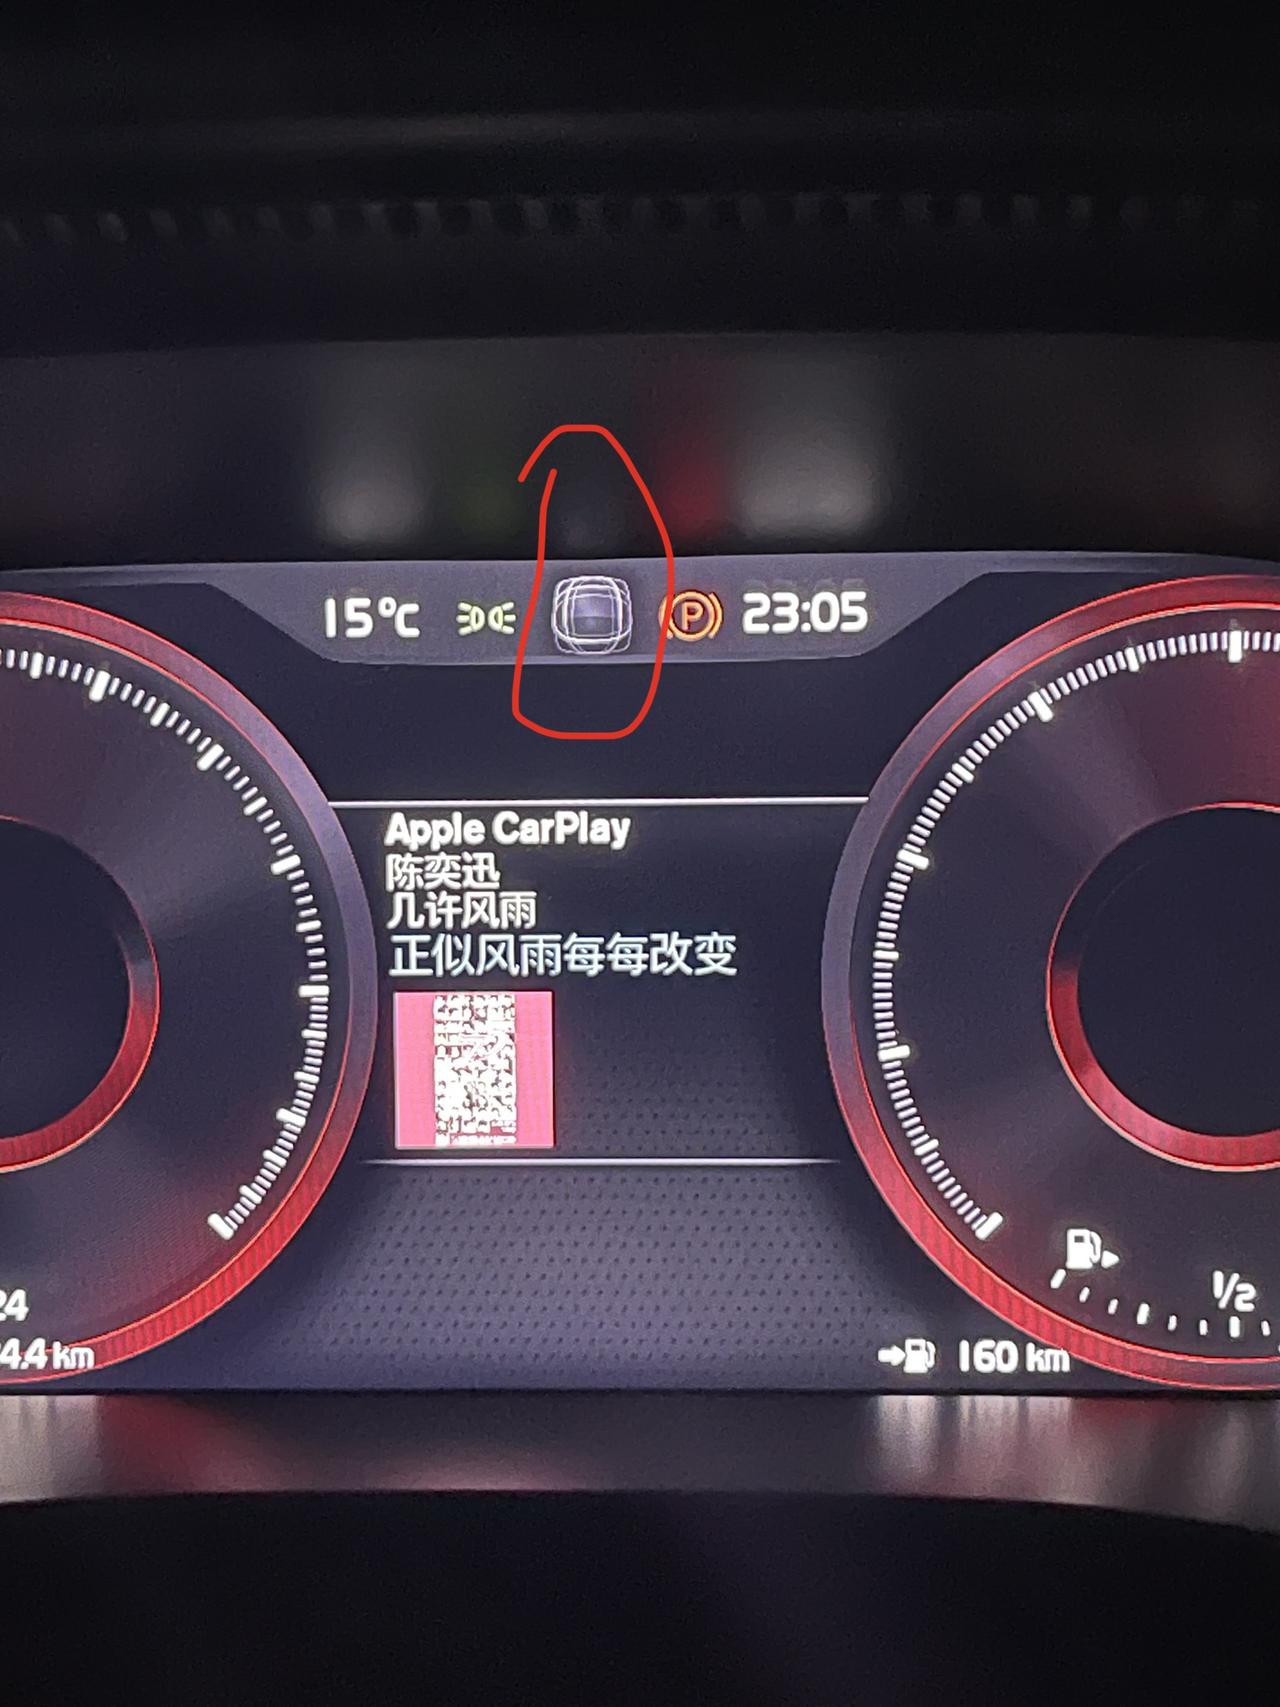 15°C
P
23:05
Apple CarPlay
陈奕迅
几许风雨
正似风雨每每改变
1/2
24
4.4 km
160 km